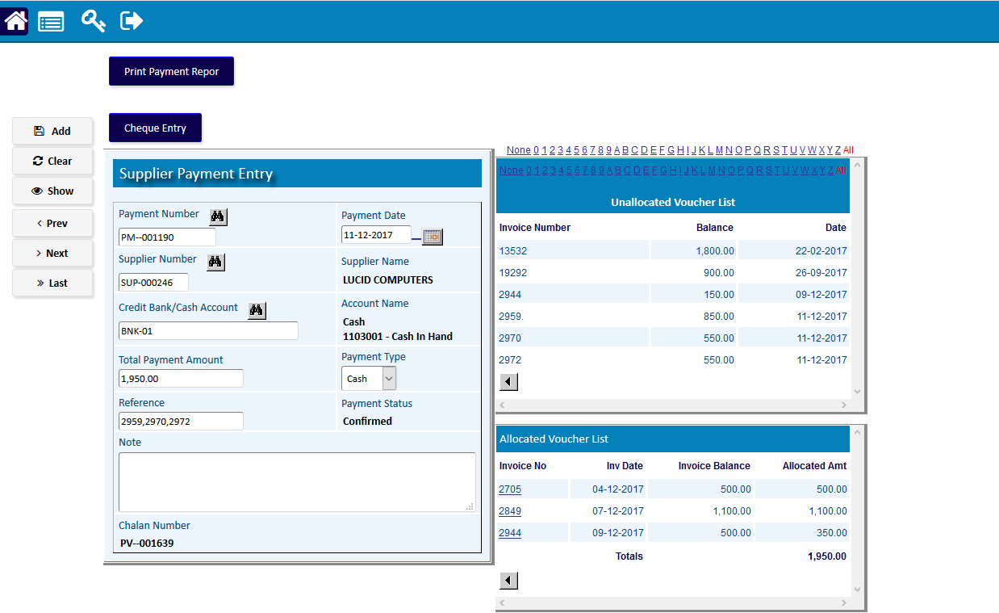 Print Payment Repor
Cheque Entry
Add
Clear
Show
Prev
Next
Last
Supplier Payment Entry
Payment Number
PM--001190
Payment Date
11-12-2017
Supplier Number
SUP-000246
Supplier Name
LUCID COMPUTERS
Credit Bank/Cash Account
BNK-01
Account Name
Cash
1103001 - Cash In Hand
Total Payment Amount
1,950.00
Payment Type
Cash
Reference
2959,2970,2972
Payment Status
Confirmed
Note
Chalan Number
PV--001639
None 0 1 2 3 4 5 6 7 8 9 A B C D E F G H I J K L M N O P Q R S T U V W X Y Z All
None 0 1 2 3 4 5 6 7 8 9 A B C D E F G H I J K L M N O P Q R S T U V W X Y Z All
Unallocated Voucher List
Invoice Number Balance Date
13532 1,800.00 22-02-2017
19292 900.00 26-09-2017
2944 150.00 09-12-2017
2959. 850.00 11-12-2017
2970 550.00 11-12-2017
2972 550.00 11-12-2017
Allocated Voucher List
Invoice No Inv Date Invoice Balance Allocated Amt
2705 04-12-2017 500.00 500.00
2849 07-12-2017 1,100.00 1,100.00
2944 09-12-2017 500.00 350.00
Totals 1,950.00